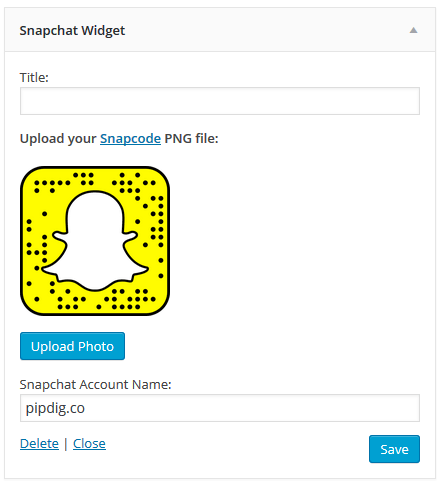 Snapchat Widget
Title:
Upload your Snapcode PNG file:
Upload Photo
Snapchat Account Name:
pipdig.co
Delete | Close
Save